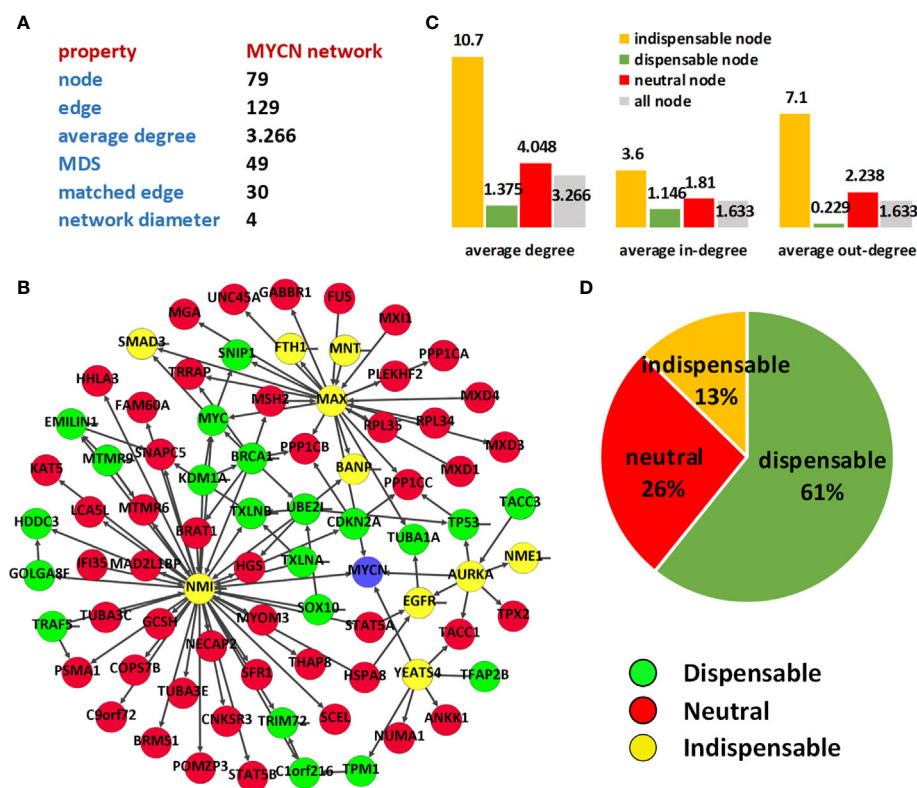 A
property MYCN network
node 79
edge 129
average degree 3.266
MDS 49
matched edge 30
network diameter 4
C
indispensable node
dispensable node
neutral node
all node
10.7
1.375
4.048
3.266
average degree
3.6
1.146
1.81
1.633
average in-degree
7.1
0.229
2.238
1.633
average out-degree
B
UNC45A
GABBR1
FUS
MGA
MXI1
SMAD3
SNIP1
FTH1
MNT
PPP1CA
HHLA3
TRRAP
PLEKHF2
MXD4
FAM60A
MSH2
MAX
EMILIN1
MYC
RPL35
RPL34
MXD3
MTMR9
SNAPC5
BRCA1
PPP1CB
KAT5
KDM1A
BANP
MXD1
PPP1CC
LCA5L
MTMR6
TXLNB
UBE2I
TACC3
HDDC3
BRAT1
CDKN2A
TP53
TUBA1A
IFI35
MAD2L1BP
HGS
TXLNA
NME1
GOLGA8F
NMI
MYCN
AURKA
TRAF5
TUBA3C
GCSH
MYOM3
SOX10
EGFR
STAT5A
TPX2
TACC1
PSMA1
COPS7B
NECAP2
SFR1
THAP8
HSPA8
YEATS4
TFAP2B
C9orf72
TUBA3E
CNKSR3
TRIM72
SCEL
ANKK1
BRMS1
NUMA1
POMZP3
STAT5B
C1orf216
TPM1
D
indispensable
13%
neutral
26%
dispensable
61%
Dispensable
Neutral
Indispensable